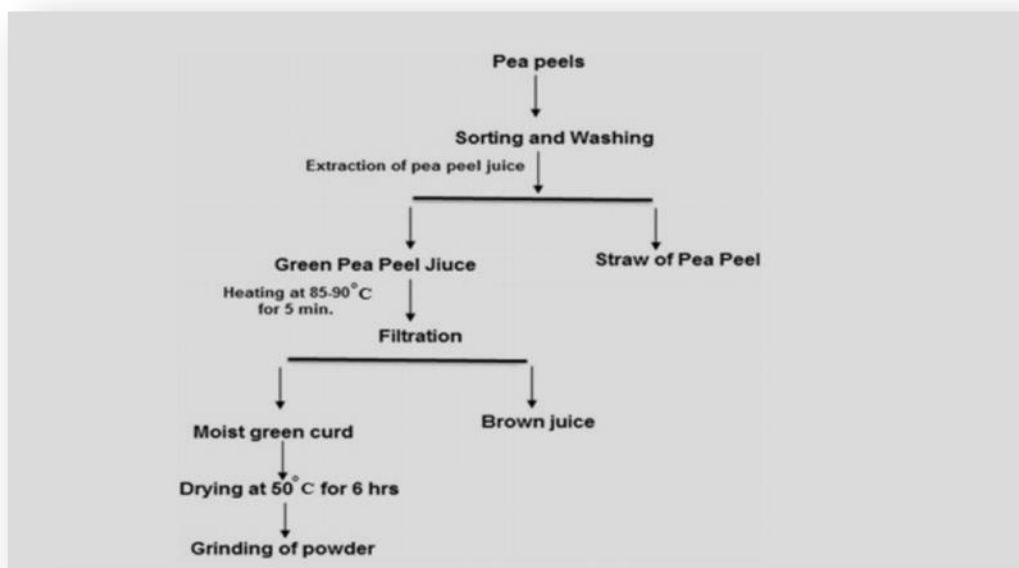 Pea peels
Sorting and Washing
Extraction of pea peel juice
Green Pea Peel Jiuce
Straw of Pea Peel
Heating at 85-90°C
for 5 min.
Filtration
Moist green curd
Brown juice
Drying at 50°C for 6 hrs
Grinding of powder